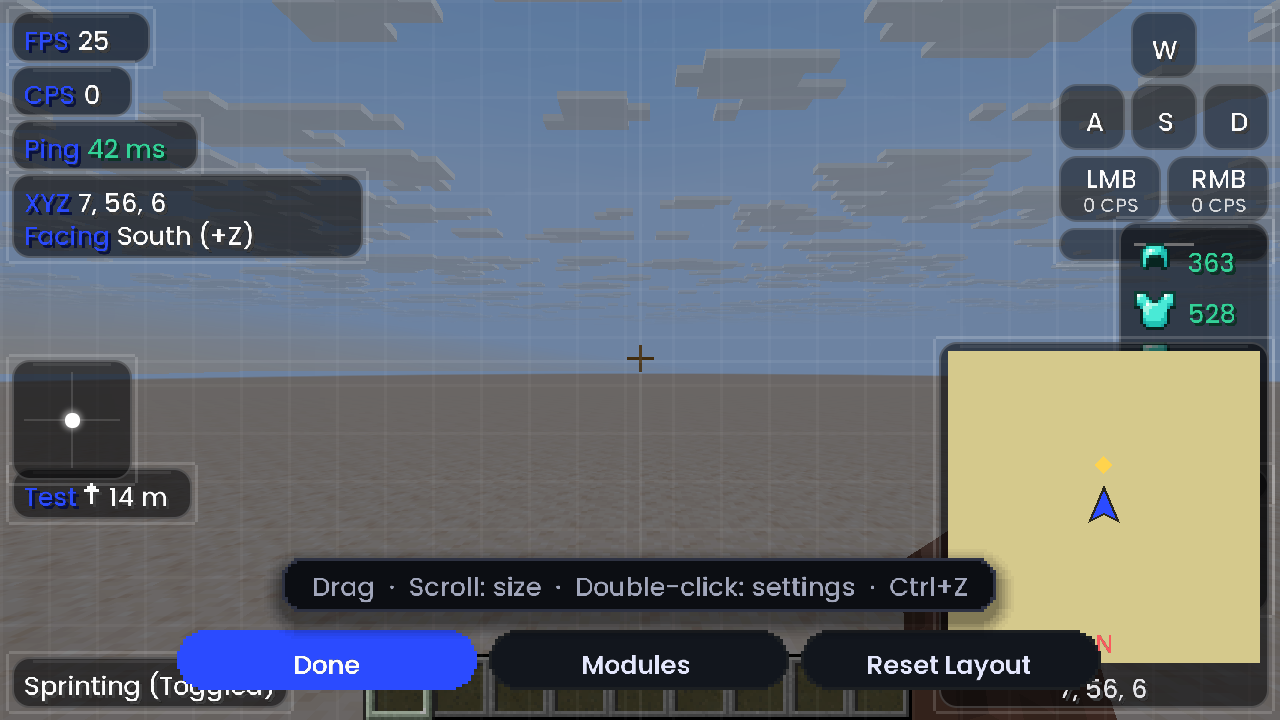 FPS 25
CPS 0
Ping 42 ms
XYZ 7, 56, 6
Facing South (+Z)
W
A S D
LMB RMB
0 CPS 0 CPS
363
528
Test 14 m
Drag · Scroll: size · Double-click: settings · Ctrl+Z
N
Done Modules Reset Layout
Sprinting (Toggled)
7, 56, 6